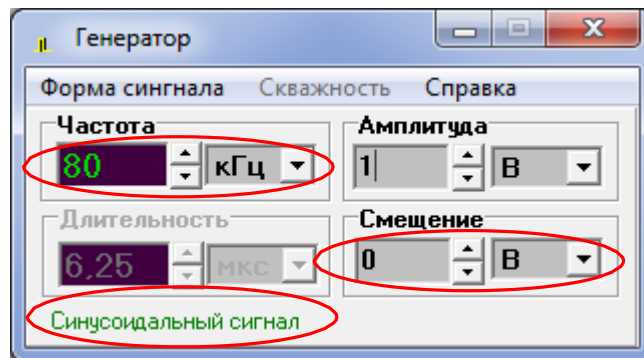 Генератор
Форма сингнала Скважность Справка
Частота Амплитуда
80 кГц 1 В
Длительность Смещение
6,25 мкс 0 В
Синусоидальный сигнал